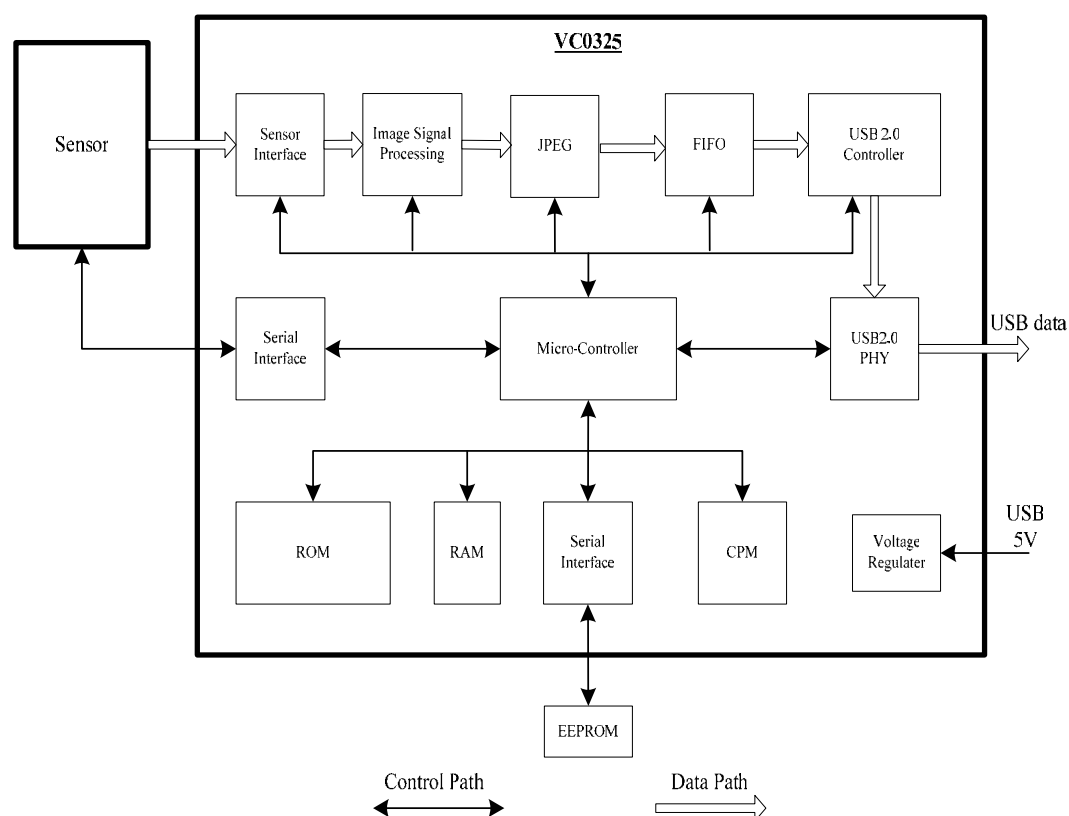 VC0325
Sensor
Sensor
Interface
Image Signal
Processing
JPEG
FIFO
USB 2.0
Controller
Serial
Interface
Micro-Controller
USB2.0
PHY
USB data
ROM
RAM
Serial
Interface
CPM
Voltage
Regulater
USB
5V
EEPROM
Control Path
Data Path